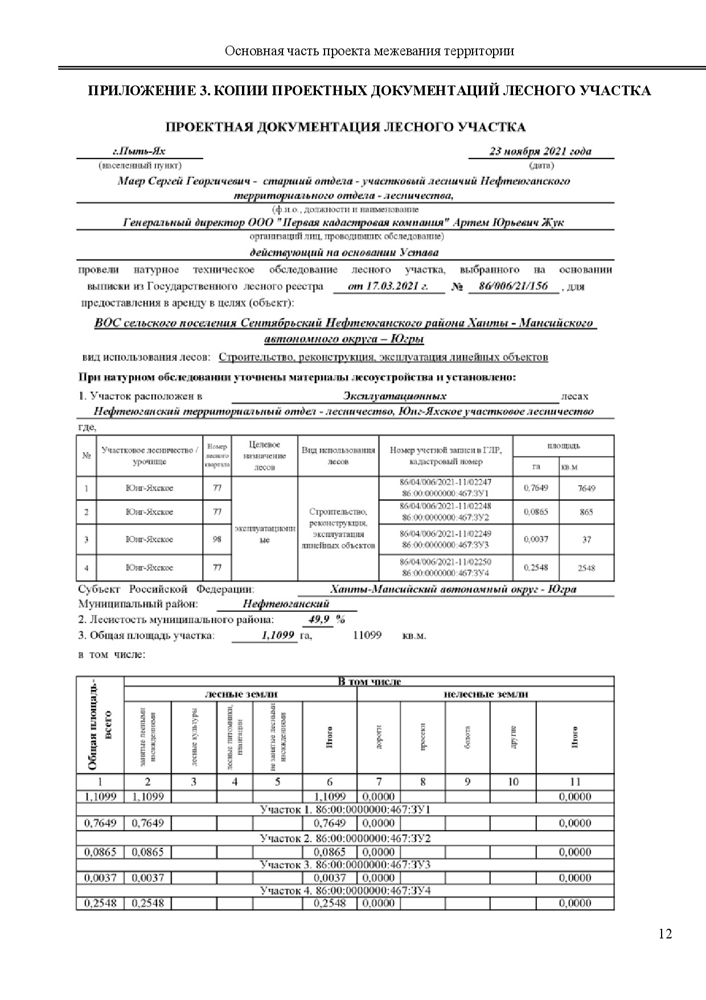 Основная часть проекта межевания территории
ПРИЛОЖЕНИЕ 3. КОПИИ ПРОЕКТНЫХ ДОКУМЕНТАЦИЙ ЛЕСНОГО УЧАСТКА
ПРОЕКТНАЯ ДОКУМЕНТАЦИЯ ЛЕСНОГО УЧАСТКА
г.Пыть-Ях 23 ноября 2021 года
(населенный пункт) (дата)
Маер Сергей Георгичевич - старший отдела - участковый лесничий Нефтеюганского
территориального отдела - лесничества,
(ф.и.о., должности и наименование
Генеральный директор ООО "Первая кадастровая компания" Артем Юрьевич Жук
организаций лиц, проводивших обследование)
действующий на основании Устава
провели натурное техническое обследование лесного участка, выбранного на основании
выписки из Государственного лесного реестра от 17.03.2021 г. № 86/006/21/156 , для
предоставления в аренду в целях (объект):
ВОС сельского поселения Сентябрьский Нефтеюганского района Ханты - Мансийского
автономного округа – Югры
вид использования лесов: Строительство, реконструкция, эксплуатация линейных объектов
При натурном обследовании уточнены материалы лесоустройства и установлено:
1. Участок расположен в Эксплуатационных лесах
Нефтеюганский территориальный отдел - лесничество, Юнг-Яхское участковое лесничество
где,
№ Участковое лесничество / урочище Номер лесного квартала Целевое назначение лесов Вид использования лесов Номер учетной записи в ГЛР, кадастровый номер площадь
га кв.м
1 Юнг-Яхское 77 эксплуатационные Строительство, реконструкция, эксплуатация линейных объектов 86/04/006/2021-11/02247 86:00:0000000:467:ЗУ1 0,7649 7649
2 Юнг-Яхское 77 86/04/006/2021-11/02248 86:00:0000000:467:ЗУ2 0,0865 865
3 Юнг-Яхское 98 86/04/006/2021-11/02249 86:00:0000000:467:ЗУ3 0,0037 37
4 Юнг-Яхское 77 86/04/006/2021-11/02250 86:00:0000000:467:ЗУ4 0,2548 2548
Субъект Российской Федерации: Ханты-Мансийский автономный округ - Югра
Муниципальный район: Нефтеюганский
2. Лесистость муниципального района: 49,9 %
3. Общая площадь участка: 1,1099 га, 11099 кв.м.
в том числе:
Общая площадь- всего В том числе
лесные земли нелесные земли
занятые лесными насаждениями лесные культуры лесные питомники, плантации не занятые лесными насаждениями Итого дороги просеки болота другие Итого
1 2 3 4 5 6 7 8 9 10 11
1,1099 1,1099 1,1099 0,0000 0,0000
Участок 1. 86:00:0000000:467:ЗУ1
0,7649 0,7649 0,7649 0,0000 0,0000
Участок 2. 86:00:0000000:467:ЗУ2
0,0865 0,0865 0,0865 0,0000 0,0000
Участок 3. 86:00:0000000:467:ЗУ3
0,0037 0,0037 0,0037 0,0000 0,0000
Участок 4. 86:00:0000000:467:ЗУ4
0,2548 0,2548 0,2548 0,0000 0,0000
12